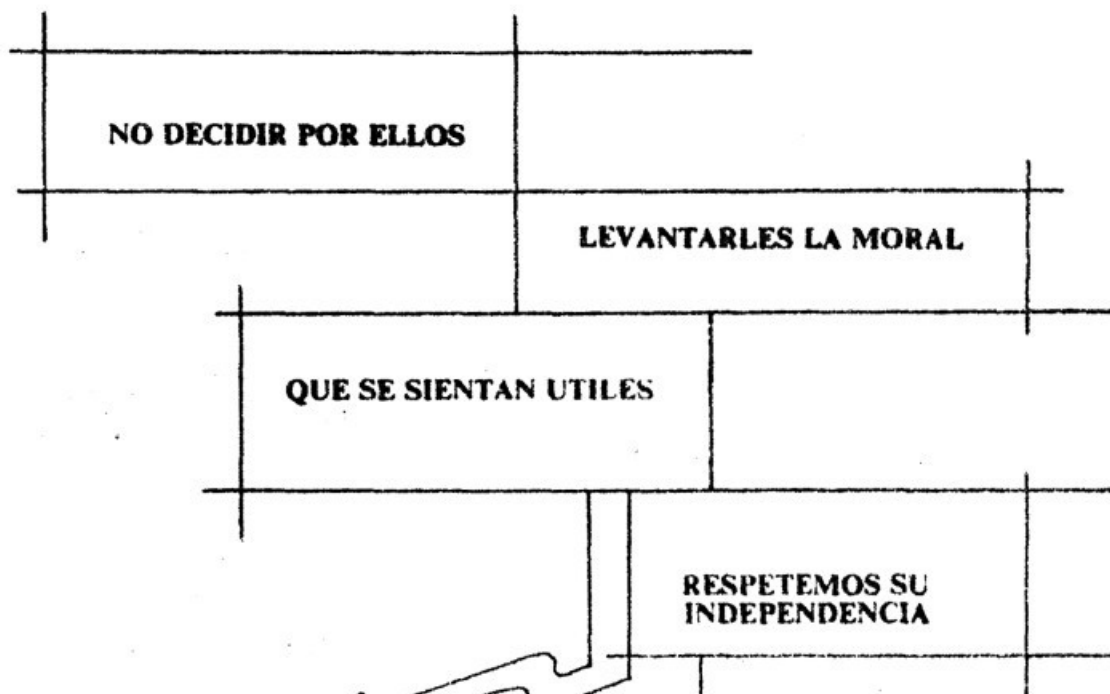 NO DECIDIR POR ELLOS
LEVANTARLES LA MORAL
QUE SE SIENTAN UTILES
RESPETEMOS SU
INDEPENDENCIA